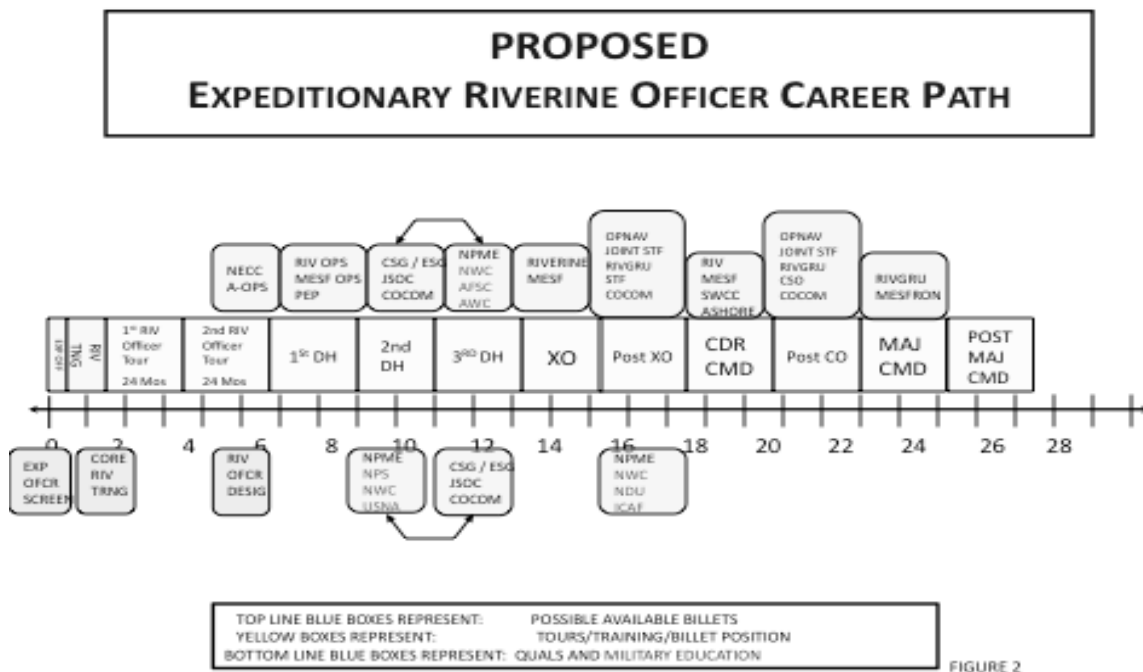 PROPOSED
EXPEDITIONARY RIVERINE OFFICER CAREER PATH
NECC
A-OPS
RIV OPS
MESF OPS
PEP
CSG / ESG
JSOC
COCOM
NPME
NWC
AFSC
AWC
RIVERINE
MESF
OPNAV
JOINT STF
RIVGRU
STF
COCOM
RIV
MESF
SWCC
ASHORE
OPNAV
JOINT STF
RIVGRU
CSO
COCOM
RIVGRU
MESFRON
EXP OFF
RIV
TNG
1st RIV
Officer
Tour
24 Mos
2nd RIV
Officer
Tour
24 Mos
1St DH
2nd
DH
3RD DH
XO
Post XO
CDR
CMD
Post CO
MAJ
CMD
POST
MAJ
CMD
0 2 4 6 8 10 12 14 16 18 20 22 24 26 28
EXP
OFCR
SCREEN
CORE
RIV
TRNG
RIV
OFCR
DESIG
NPME
NPS
NWC
USNA
CSG / ESG
JSOC
COCOM
NPME
NWC
NDU
ICAF
TOP LINE BLUE BOXES REPRESENT: POSSIBLE AVAILABLE BILLETS
YELLOW BOXES REPRESENT: TOURS/TRAINING/BILLET POSITION
BOTTOM LINE BLUE BOXES REPRESENT: QUALS AND MILITARY EDUCATION
FIGURE 2